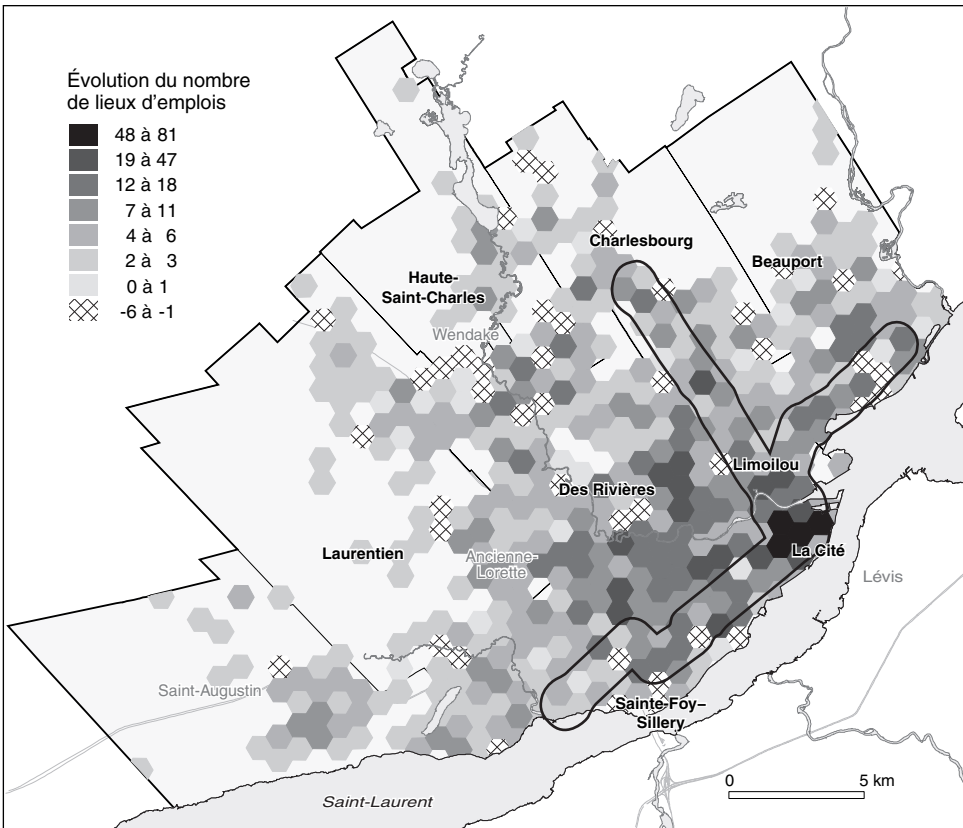 Évolution du nombre
de lieux d'emplois
48 à 81
19 à 47
12 à 18
7 à 11
4 à 6
2 à 3
0 à 1
-6 à -1
Charlesbourg
Beauport
Haute-
Saint-Charles
Wendake
Limoilou
Des Rivières
La Cité
Laurentien
Ancienne-
Lorette
Lévis
Saint-Augustin
Sainte-Foy–
Sillery
Saint-Laurent
0 5 km